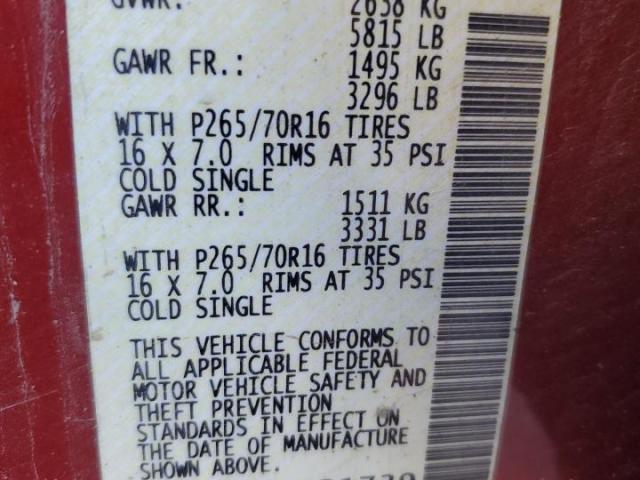 GVWR: 2638 KG
5815 LB
GAWR FR.: 1495 KG
3296 LB
WITH P265/70R16 TIRES
16 X 7.0 RIMS AT 35 PSI
COLD SINGLE
GAWR RR.: 1511 KG
3331 LB
WITH P265/70R16 TIRES
16 X 7.0 RIMS AT 35 PSI
COLD SINGLE
THIS VEHICLE CONFORMS TO
ALL APPLICABLE FEDERAL
MOTOR VEHICLE SAFETY AND
THEFT PREVENTION
STANDARDS IN EFFECT ON
THE DATE OF MANUFACTURE
SHOWN ABOVE.